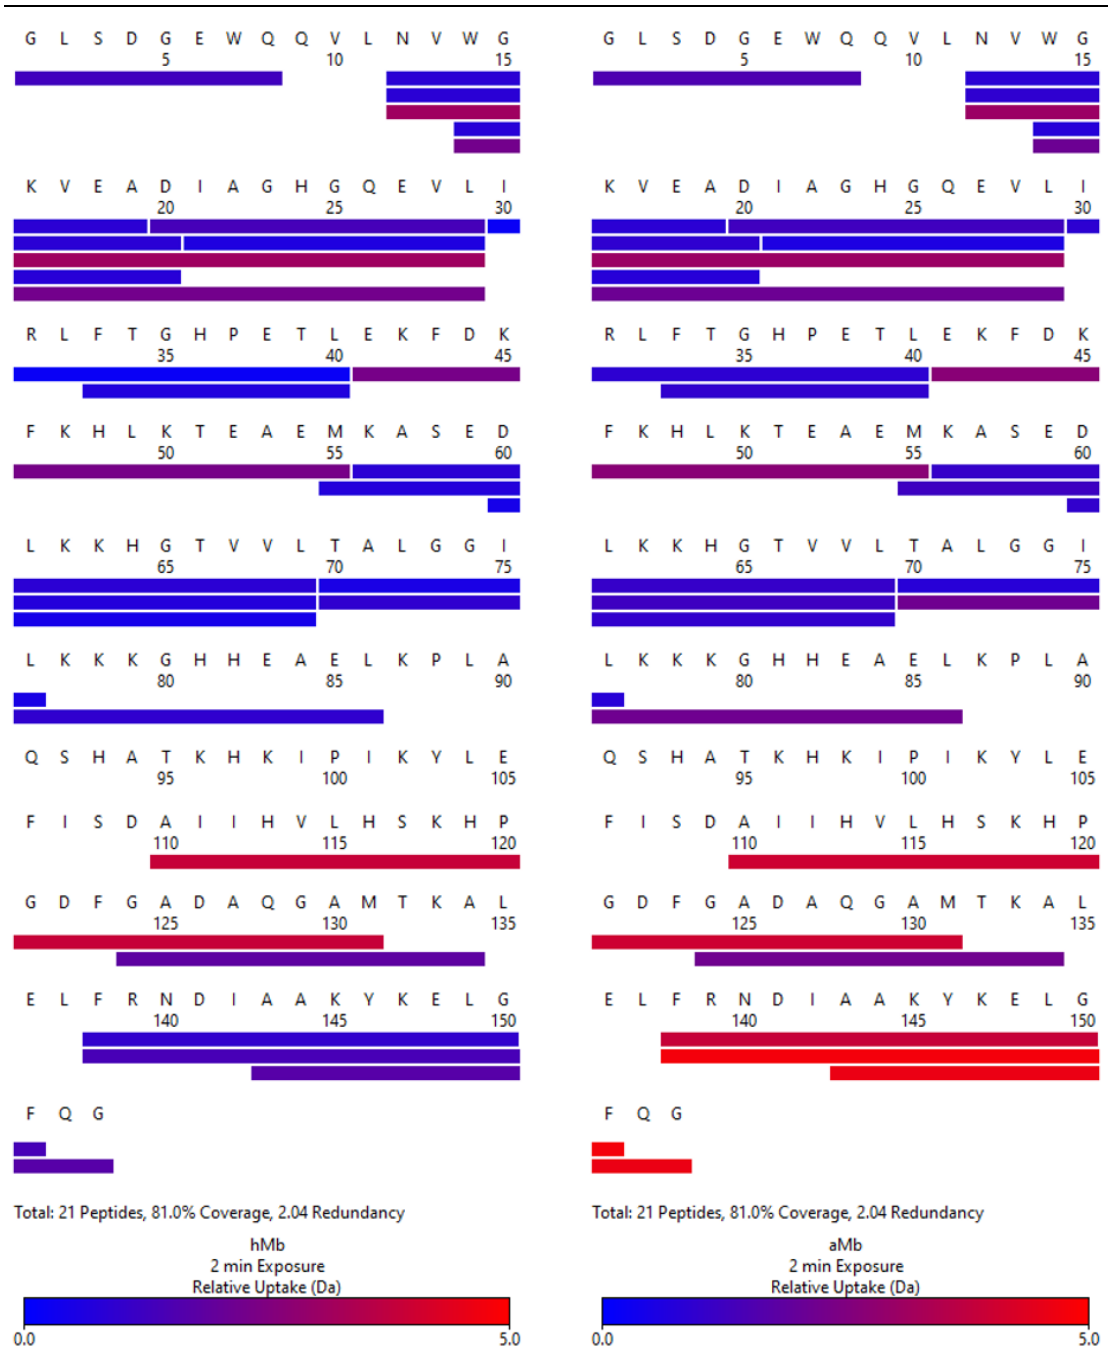 G L S D G E W Q Q V L N V W G
5 10 15
K V E A D I A G H G Q E V L I
20 25 30
R L F T G H P E T L E K F D K
35 40 45
F K H L K T E A E M K A S E D
50 55 60
L K K H G T V V L T A L G G I
65 70 75
L K K K G H H E A E L K P L A
80 85 90
Q S H A T K H K I P I K Y L E
95 100 105
F I S D A I I H V L H S K H P
110 115 120
G D F G A D A Q G A M T K A L
125 130 135
E L F R N D I A A K Y K E L G
140 145 150
F Q G
Total: 21 Peptides, 81.0% Coverage, 2.04 Redundancy
hMb
2 min Exposure
Relative Uptake (Da)
0.0 5.0
G L S D G E W Q Q V L N V W G
5 10 15
K V E A D I A G H G Q E V L I
20 25 30
R L F T G H P E T L E K F D K
35 40 45
F K H L K T E A E M K A S E D
50 55 60
L K K H G T V V L T A L G G I
65 70 75
L K K K G H H E A E L K P L A
80 85 90
Q S H A T K H K I P I K Y L E
95 100 105
F I S D A I I H V L H S K H P
110 115 120
G D F G A D A Q G A M T K A L
125 130 135
E L F R N D I A A K Y K E L G
140 145 150
F Q G
Total: 21 Peptides, 81.0% Coverage, 2.04 Redundancy
aMb
2 min Exposure
Relative Uptake (Da)
0.0 5.0